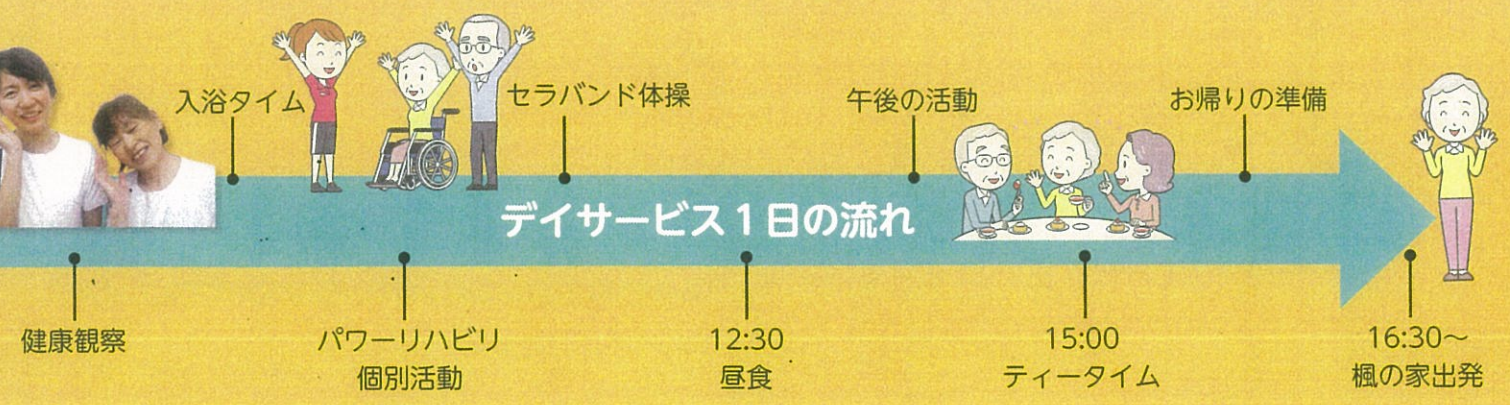 入浴タイム
セラバンド体操
午後の活動
お帰りの準備
デイサービス1日の流れ
健康観察
パワーリハビリ
個別活動
12:30
昼食
15:00
ティータイム
16:30〜
楓の家出発